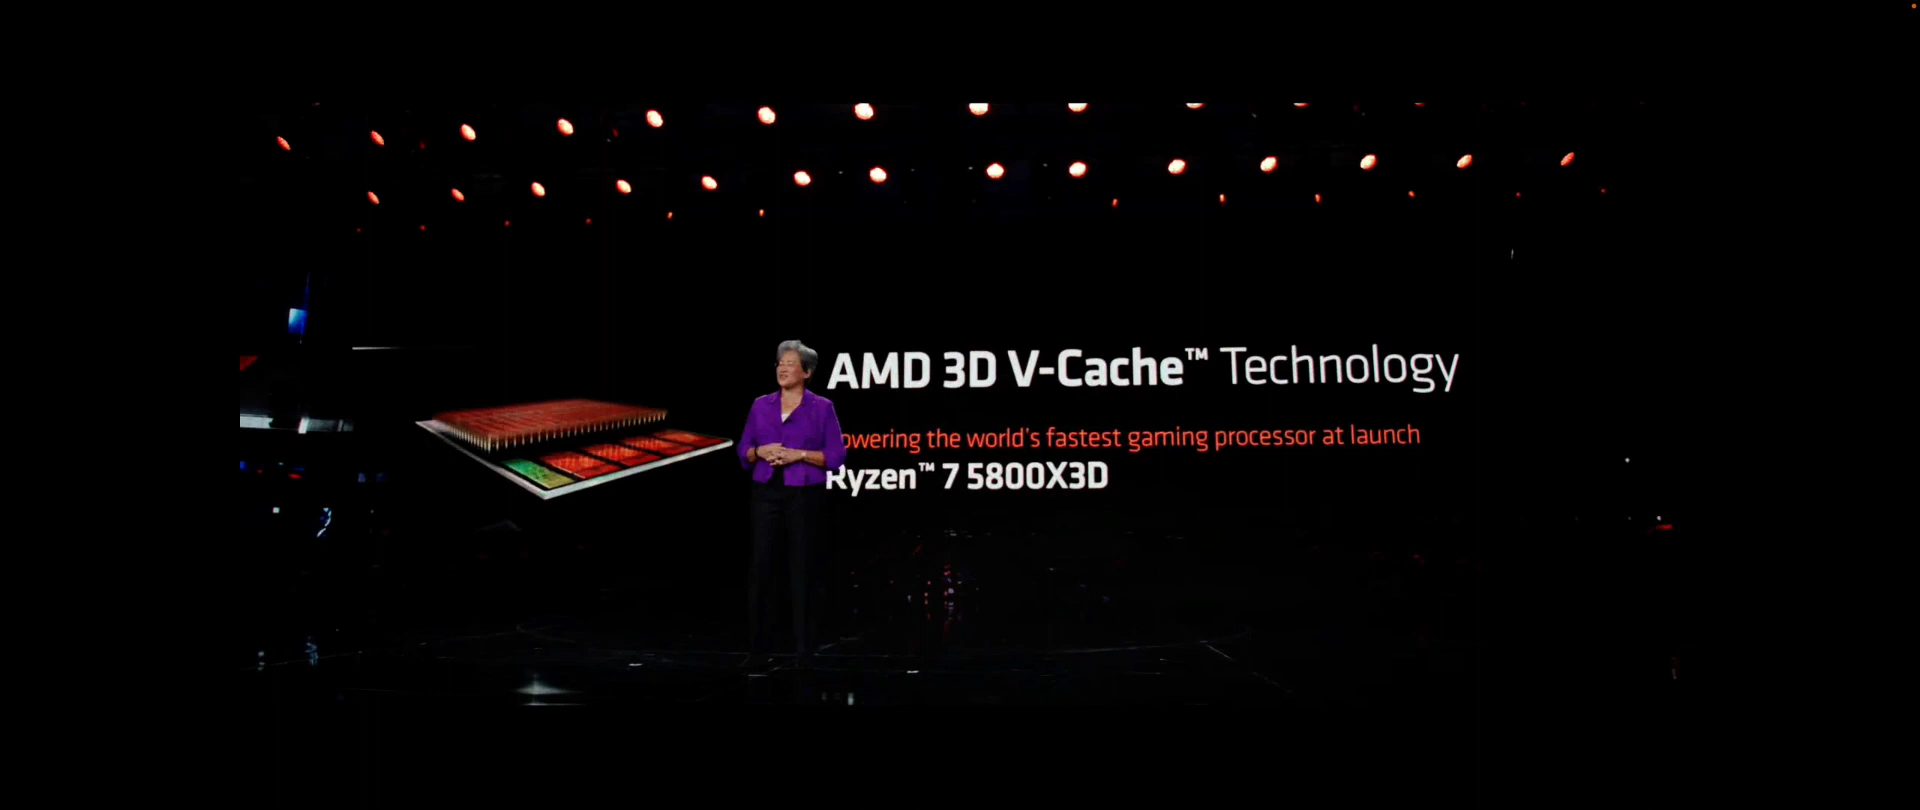 AMD 3D V-Cache™ Technology
owering the world's fastest gaming processor at launch
Ryzen™ 7 5800X3D